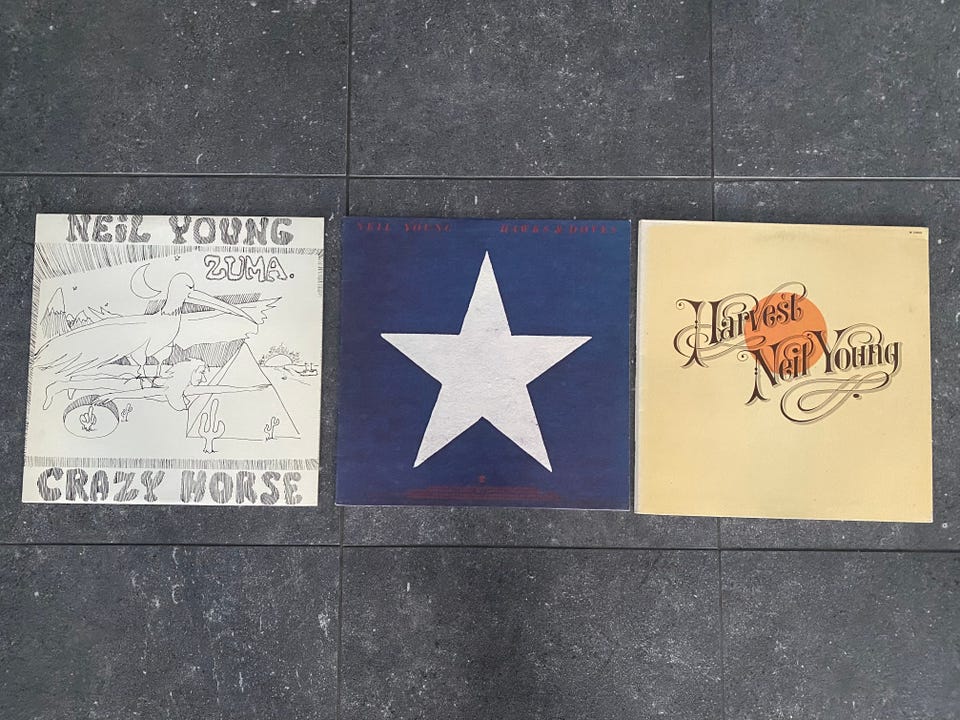 NEIL YOUNG
ZUMA.
CRAZY HORSE
NEIL YOUNG HAWKS & DOVES
Harvest
Neil Young